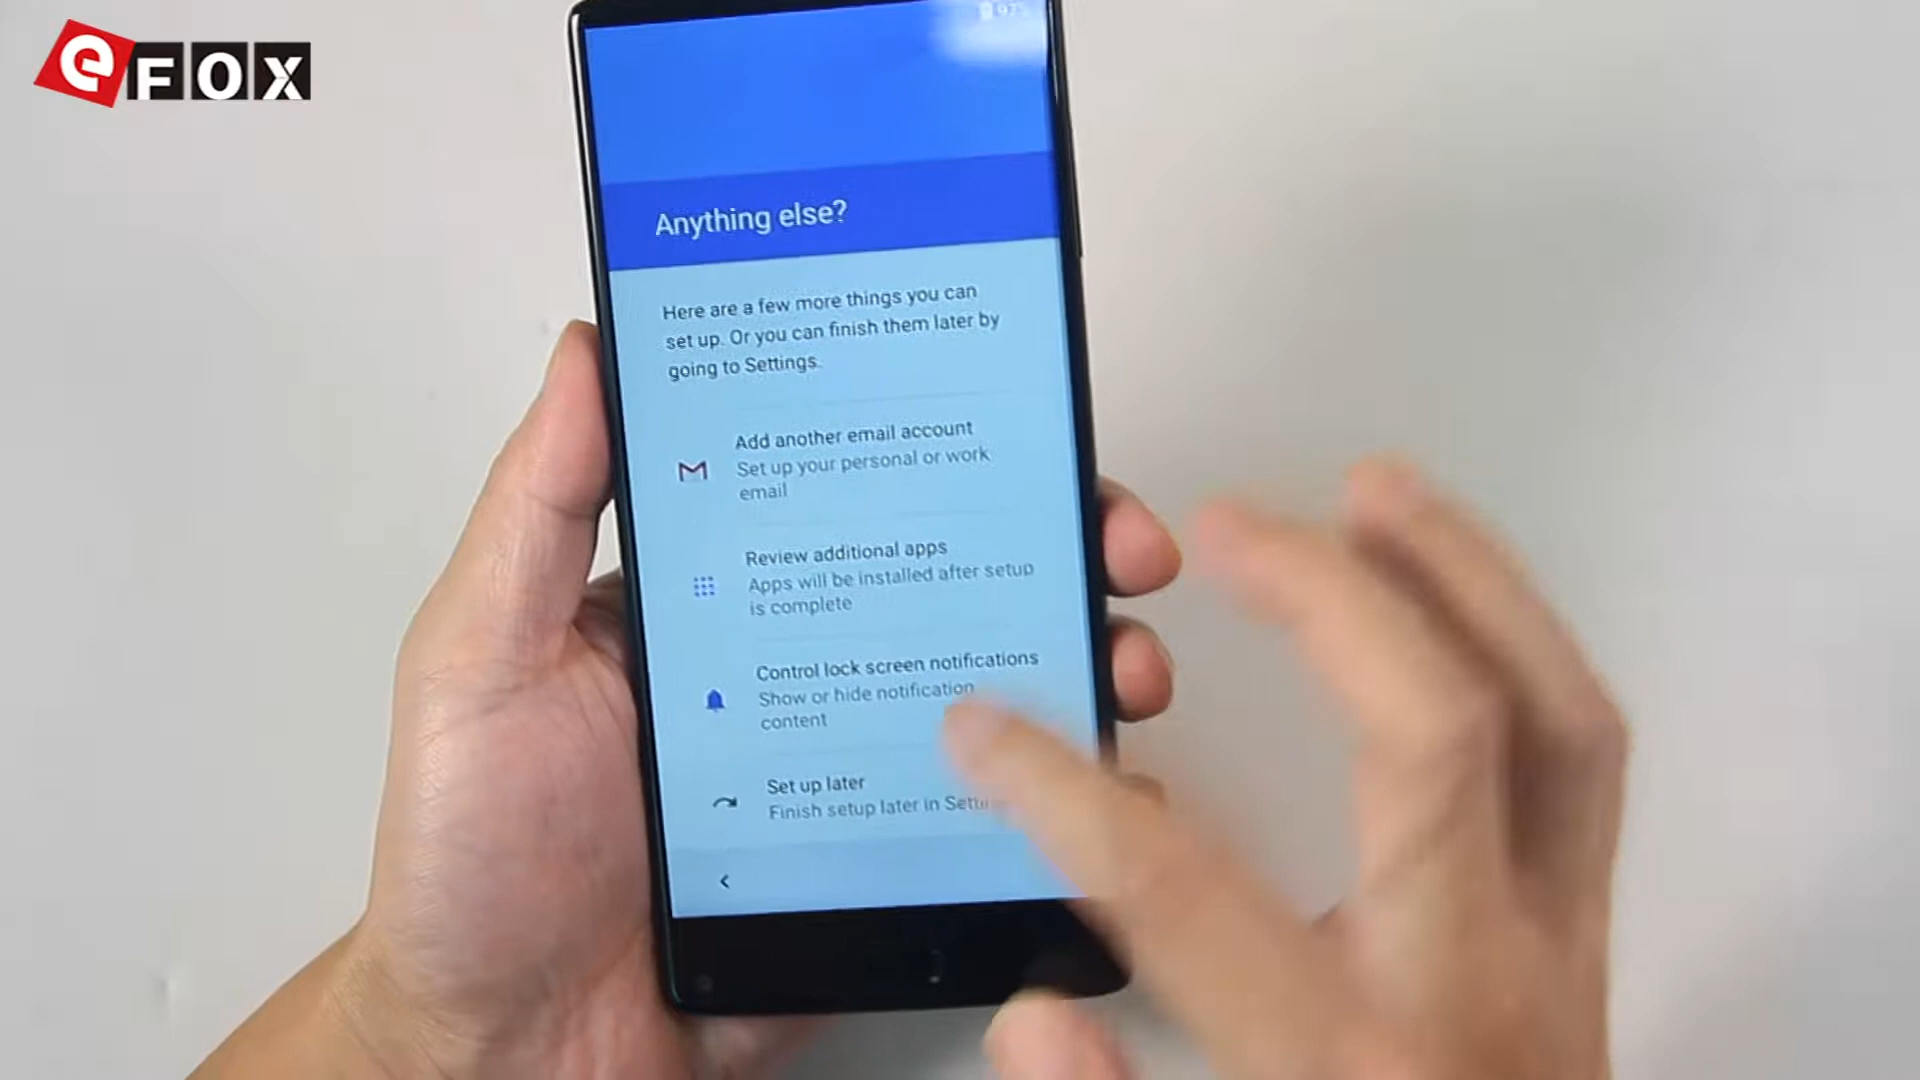 eFOX
97%
Anything else?
Here are a few more things you can
set up. Or you can finish them later by
going to Settings.
Add another email account
Set up your personal or work
email
Review additional apps
Apps will be installed after setup
is complete
Control lock screen notifications
Show or hide notification
content
Set up later
Finish setup later in